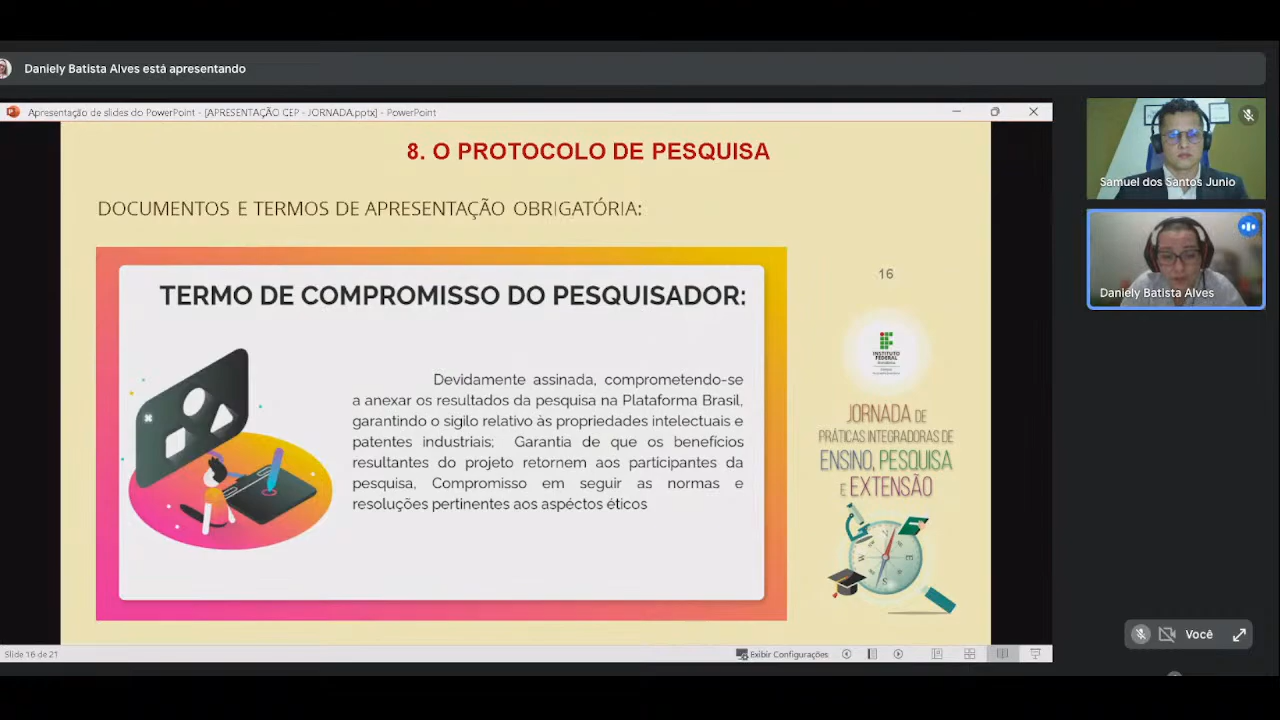 Daniely Batista Alves está apresentando
Apresentação de slides do PowerPoint - [APRESENTAÇÃO CEP - JORNADA.pptx] - PowerPoint
8. O PROTOCOLO DE PESQUISA
DOCUMENTOS E TERMOS DE APRESENTAÇÃO OBRIGATÓRIA:
TERMO DE COMPROMISSO DO PESQUISADOR:
Devidamente assinada, comprometendo-se
a anexar os resultados da pesquisa na Plataforma Brasil,
garantindo o sigilo relativo às propriedades intelectuais e
patentes industriais; Garantia de que os benefícios
resultantes do projeto retornem aos participantes da
pesquisa, Compromisso em seguir as normas e
resoluções pertinentes aos aspéctos éticos
16
INSTITUTO
FEDERAL
JORNADA DE
PRÁTICAS INTEGRADORAS DE
ENSINO, PESQUISA
E EXTENSÃO
E
S
Samuel dos Santos Junio
Daniely Batista Alves
Você
Slide 16 de 21
Exibir Configurações